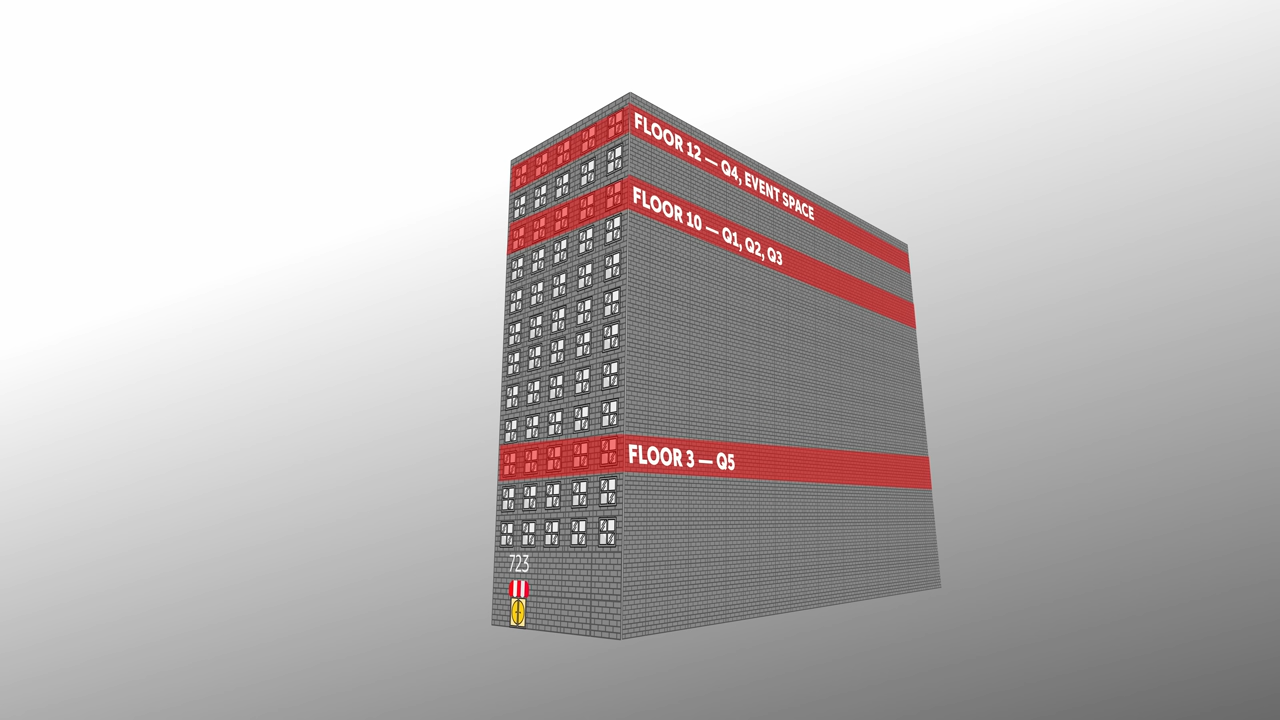 FLOOR 12 — Q4, EVENT SPACE
FLOOR 10 — Q1, Q2, Q3
FLOOR 3 — Q5
723